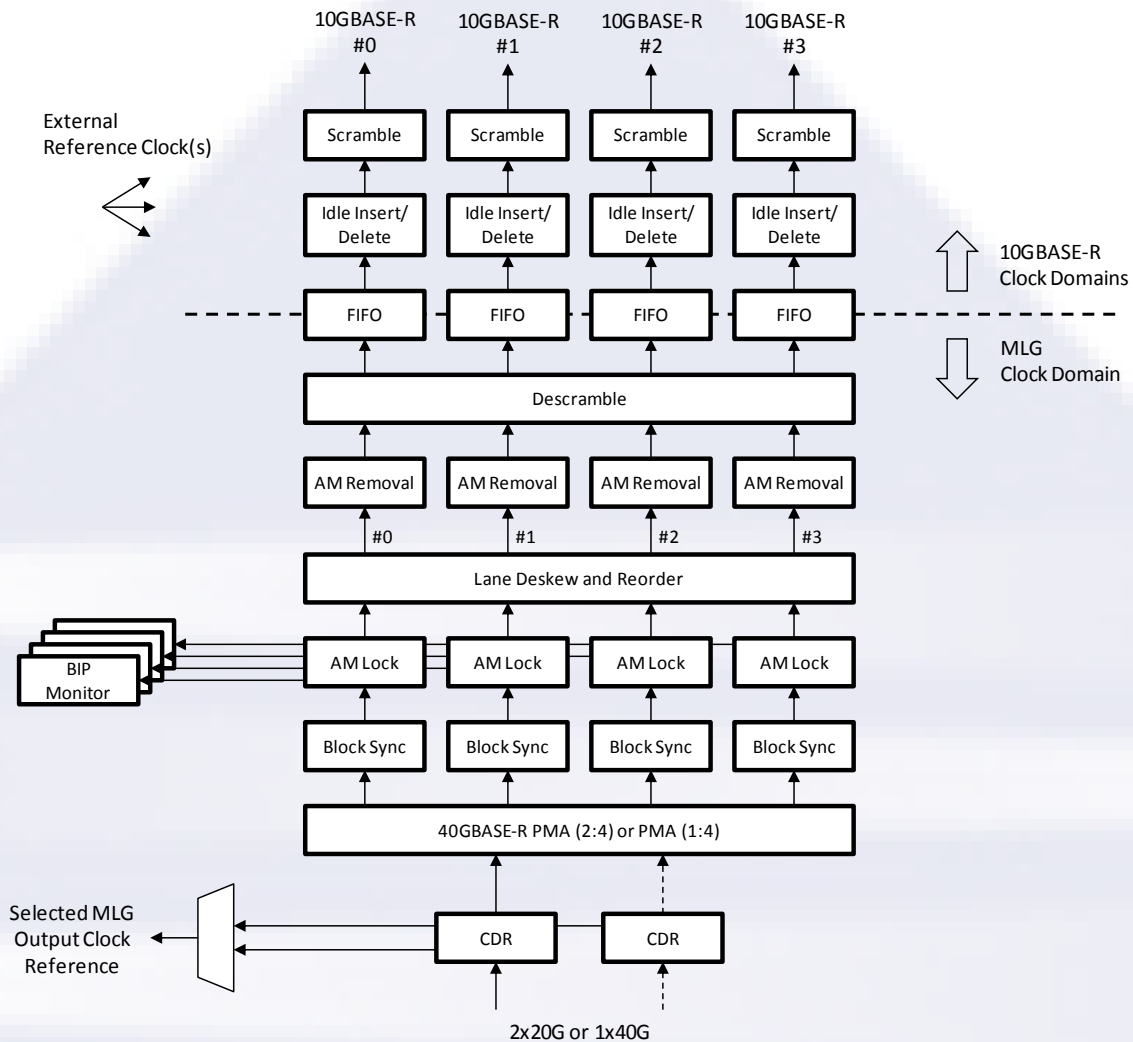 10GBASE-R 10GBASE-R 10GBASE-R 10GBASE-R
#0 #1 #2 #3
External
Reference Clock(s)
Scramble Scramble Scramble Scramble
Idle Insert/ Idle Insert/ Idle Insert/ Idle Insert/
Delete Delete Delete Delete
10GBASE-R
Clock Domains
FIFO FIFO FIFO FIFO
MLG
Clock Domain
Descramble
AM Removal AM Removal AM Removal AM Removal
#0 #1 #2 #3
Lane Deskew and Reorder
AM Lock AM Lock AM Lock AM Lock
BIP
Monitor
Block Sync Block Sync Block Sync Block Sync
40GBASE-R PMA (2:4) or PMA (1:4)
Selected MLG
Output Clock
Reference
CDR CDR
2x20G or 1x40G